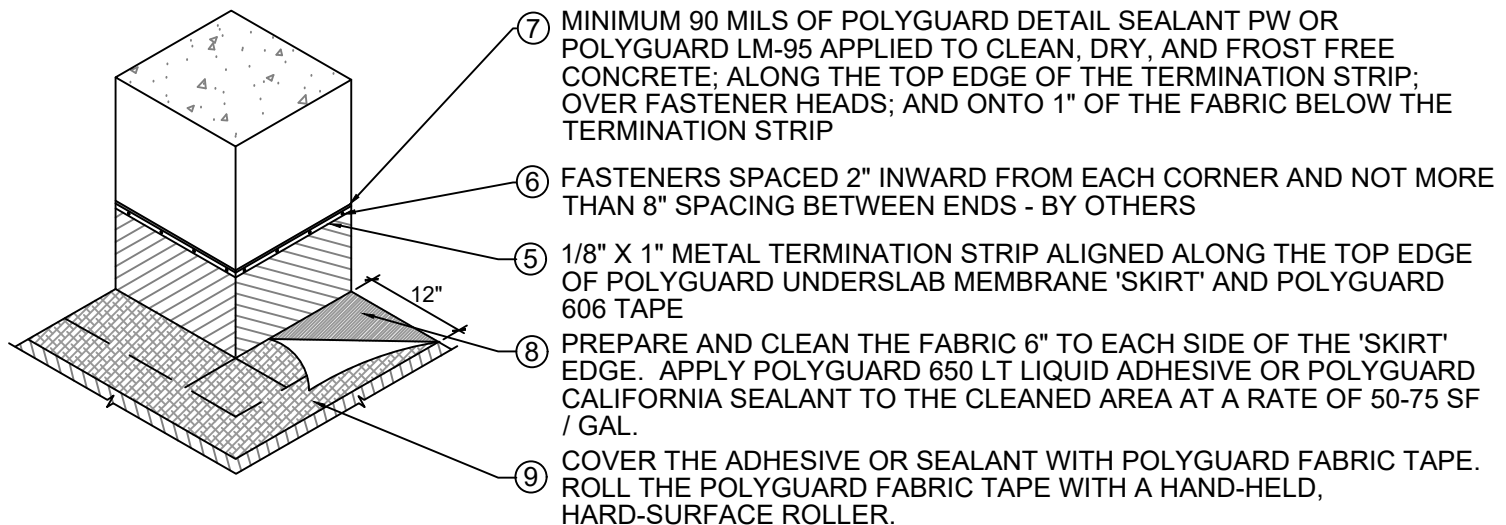 7 MINIMUM 90 MILS OF POLYGUARD DETAIL SEALANT PW OR
POLYGUARD LM-95 APPLIED TO CLEAN, DRY, AND FROST FREE
CONCRETE; ALONG THE TOP EDGE OF THE TERMINATION STRIP;
OVER FASTENER HEADS; AND ONTO 1" OF THE FABRIC BELOW THE
TERMINATION STRIP
6 FASTENERS SPACED 2" INWARD FROM EACH CORNER AND NOT MORE
THAN 8" SPACING BETWEEN ENDS - BY OTHERS
5 1/8" X 1" METAL TERMINATION STRIP ALIGNED ALONG THE TOP EDGE
OF POLYGUARD UNDERSLAB MEMBRANE 'SKIRT' AND POLYGUARD
606 TAPE
12"
8 PREPARE AND CLEAN THE FABRIC 6" TO EACH SIDE OF THE 'SKIRT'
EDGE. APPLY POLYGUARD 650 LT LIQUID ADHESIVE OR POLYGUARD
CALIFORNIA SEALANT TO THE CLEANED AREA AT A RATE OF 50-75 SF
/ GAL.
9 COVER THE ADHESIVE OR SEALANT WITH POLYGUARD FABRIC TAPE.
ROLL THE POLYGUARD FABRIC TAPE WITH A HAND-HELD,
HARD-SURFACE ROLLER.